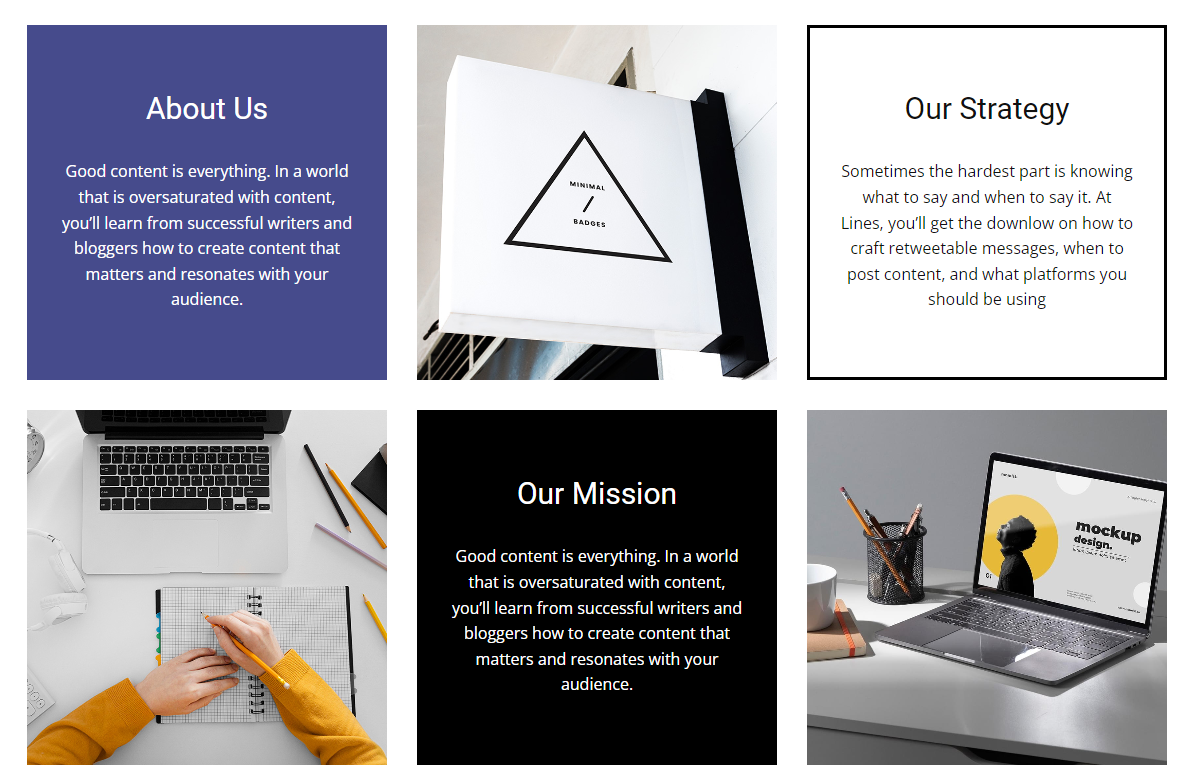 About Us
Good content is everything. In a world
that is oversaturated with content,
you’ll learn from successful writers and
bloggers how to create content that
matters and resonates with your
audience.
MINIMAL
/
BADGES
Our Strategy
Sometimes the hardest part is knowing
what to say and when to say it. At
Lines, you’ll get the downlow on how to
craft retweetable messages, when to
post content, and what platforms you
should be using
Our Mission
Good content is everything. In a world
that is oversaturated with content,
you’ll learn from successful writers and
bloggers how to create content that
matters and resonates with your
audience.
mockup
design.